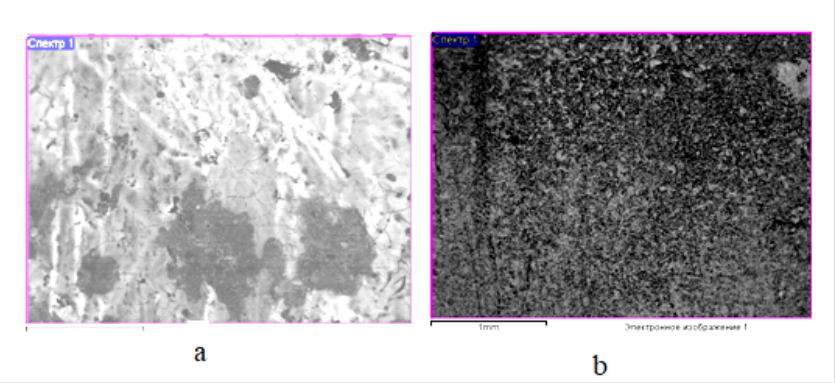 Спектр 1
Спектр 1
1mm
Электронное изображение 1
a
b